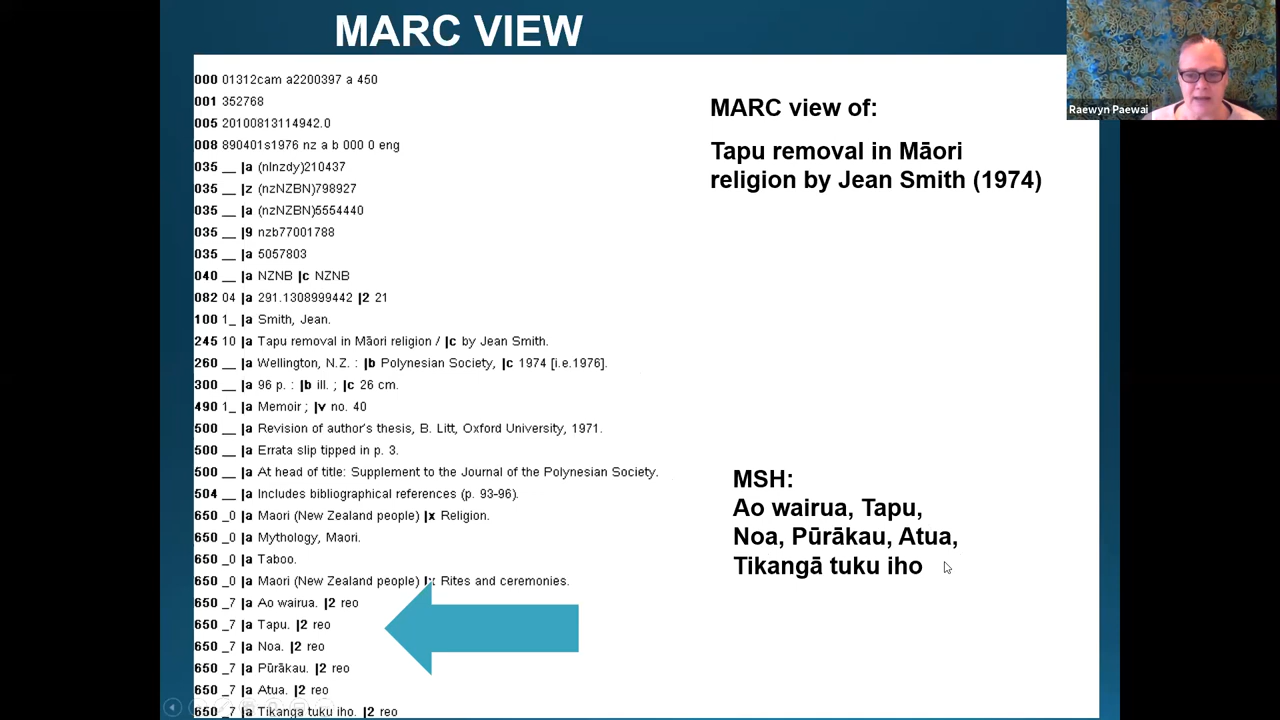 MARC VIEW
000 01312cam a2200397 a 450
001 352768
005 20100813114942.0
008 890401s1976 nz a b 000 0 eng
035 __ |a (nlnzdy)210437
035 __ |z (nzNZBN)798927
035 __ |a (nzNZBN)5554440
035 __ |9 nzb77001788
035 __ |a 5057803
040 __ |a NZNB |c NZNB
082 04 |a 291.1308999442 |2 21
100 1_ |a Smith, Jean.
245 10 |a Tapu removal in Māori religion / |c by Jean Smith.
260 __ |a Wellington, N.Z. : |b Polynesian Society, |c 1974 [i.e.1976].
300 __ |a 96 p. : |b ill. ; |c 26 cm.
490 1_ |a Memoir ; |v no. 40
500 __ |a Revision of author's thesis, B. Litt, Oxford University, 1971.
500 __ |a Errata slip tipped in p. 3.
500 __ |a At head of title: Supplement to the Journal of the Polynesian Society.
504 __ |a Includes bibliographical references (p. 93-96).
650 _0 |a Maori (New Zealand people) |x Religion.
650 _0 |a Mythology, Maori.
650 _0 |a Taboo.
650 _0 |a Maori (New Zealand people) |x Rites and ceremonies.
650 _7 |a Ao wairua. |2 reo
650 _7 |a Tapu. |2 reo
650 _7 |a Noa. |2 reo
650 _7 |a Pūrākau. |2 reo
650 _7 |a Atua. |2 reo
650 _7 |a Tikanga tuku iho. |2 reo
MARC view of:
Tapu removal in Māori
religion by Jean Smith (1974)
MSH:
Ao wairua, Tapu,
Noa, Pūrākau, Atua,
Tikangā tuku iho
Raewyn Paewai